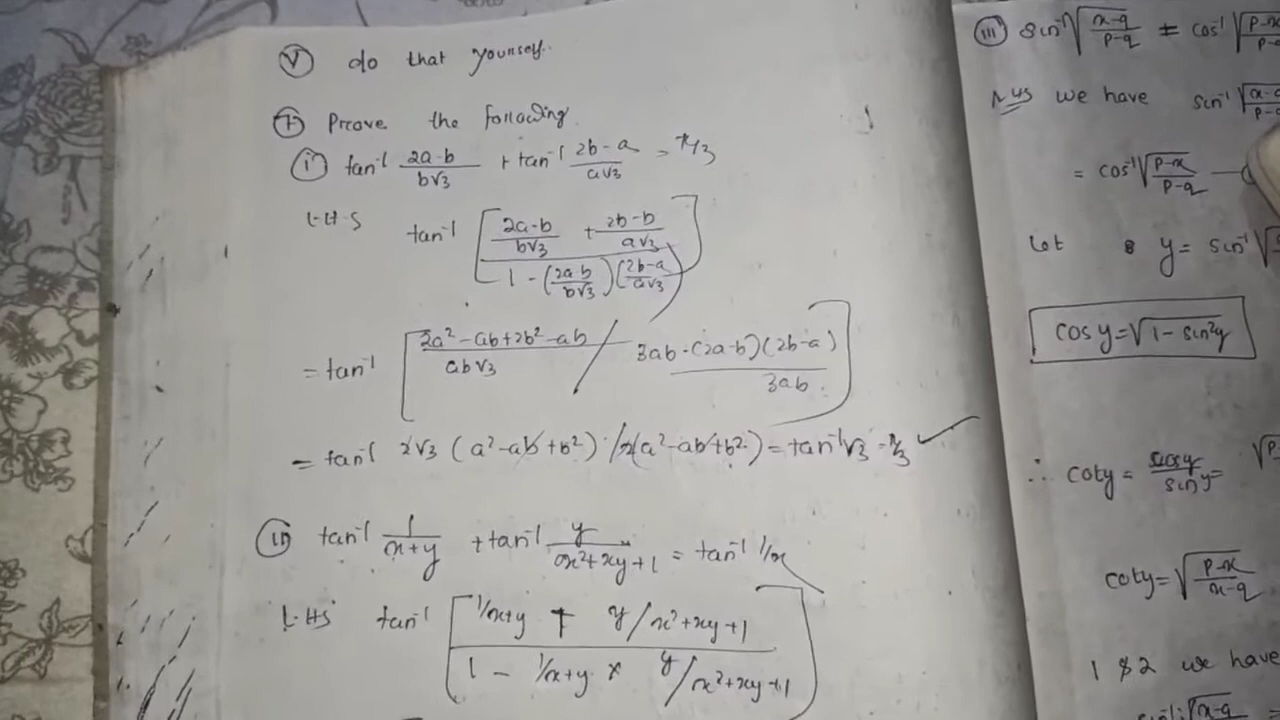 (v) do that yourself.
(7) Prove the following.
(i) tan⁻¹ (2a-b)/(b√3) + tan⁻¹ (2b-a)/(a√3) = π/3
L.H.S tan⁻¹ [ ( (2a-b)/(b√3) + (2b-b)/(a√3) ) / ( 1 - ((2a-b)/(b√3)) ((2b-a)/(a√3)) ) ]
= tan⁻¹ [ (2a² - ab + 2b² - ab)/(ab√3) / (3ab - (2a-b)(2b-a))/(3ab) ]
= tan⁻¹ 2√3 (a² - ab + b²) / 2(a² - ab + b²) = tan⁻¹ √3 = π/3
tan⁻¹ 1/(x+y) + tan⁻¹ y/(x²+xy+1) = tan⁻¹ 1/x
L.HS tan⁻¹ [ ( 1/x+y + y/x²+xy+1 ) / ( 1 - 1/x+y × y/x²+xy+1 ) ]
(iii) sin⁻¹ √((x-q)/(p-q)) = cos⁻¹
we have sin⁻¹
= cos⁻¹ √((p-x)/(p-q))
Let y = sin⁻¹
cos y = √(1 - sin²y)
∴ cot y = cos y / sin y =
cot y = √((p-x)/(x-q))
1 & 2 we have